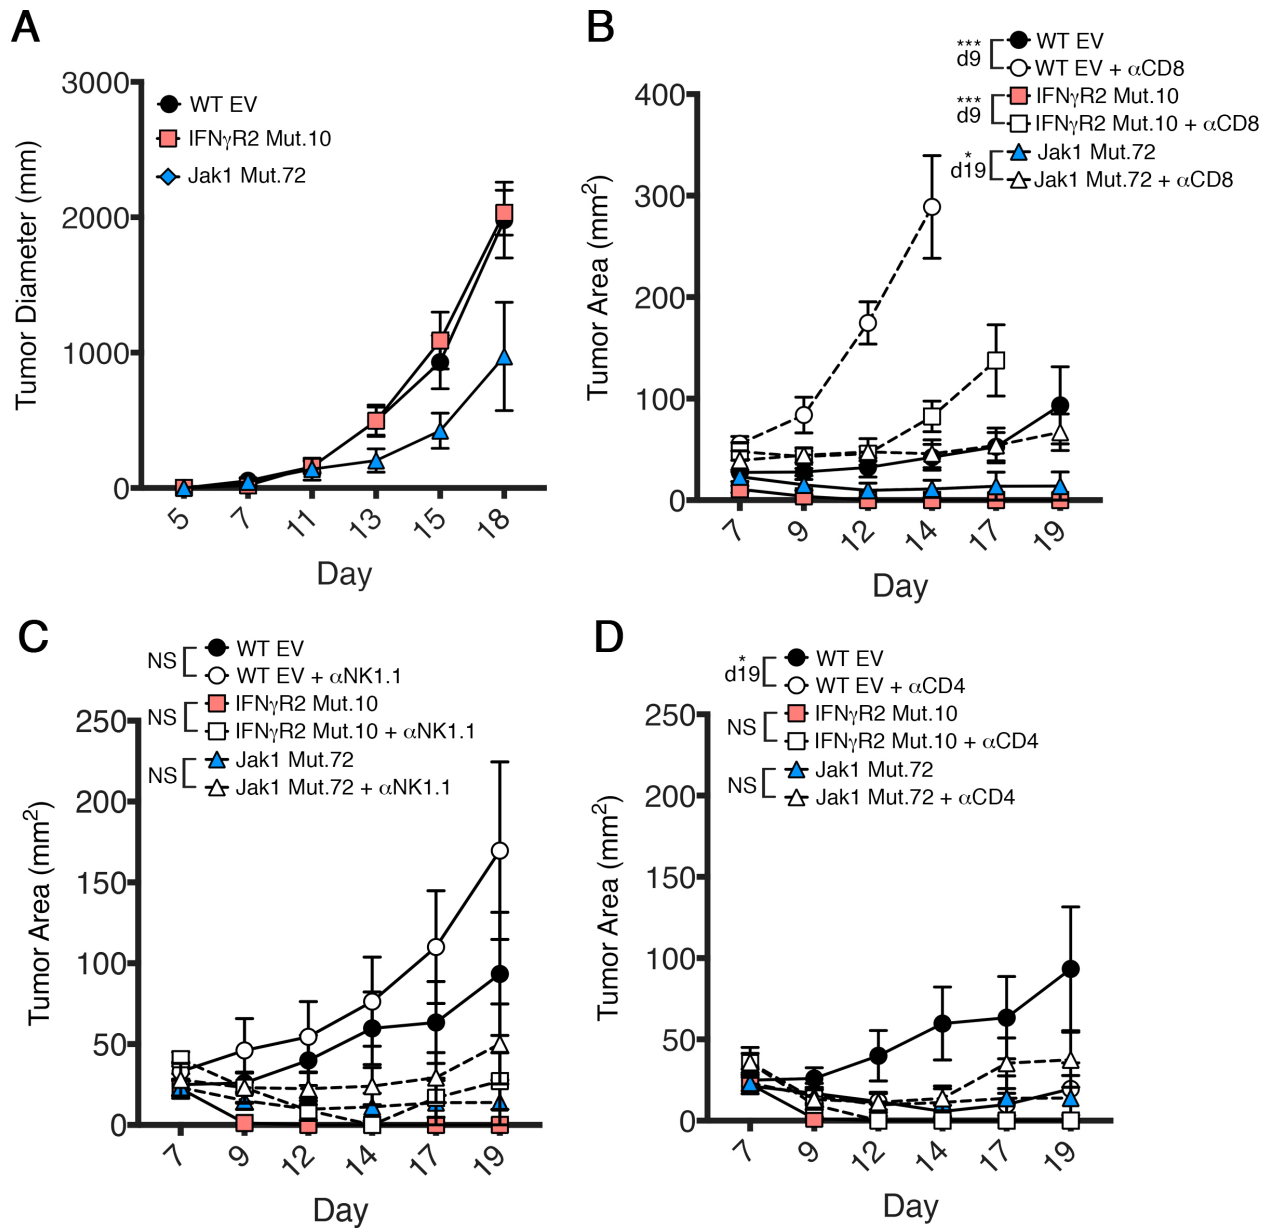 A
Tumor Diameter (mm)
3000
2000
1000
0
WT EV
IFNγR2 Mut.10
Jak1 Mut.72
5 7 11 13 15 18
Day
B
Tumor Area (mm²)
400
300
200
100
0
*** d9
WT EV
WT EV + αCD8
*** d9
IFNγR2 Mut.10
IFNγR2 Mut.10 + αCD8
* d19
Jak1 Mut.72
Jak1 Mut.72 + αCD8
7 9 12 14 17 19
Day
C
Tumor Area (mm²)
250
200
150
100
50
0
NS
WT EV
WT EV + αNK1.1
NS
IFNγR2 Mut.10
IFNγR2 Mut.10 + αNK1.1
NS
Jak1 Mut.72
Jak1 Mut.72 + αNK1.1
7 9 12 14 17 19
Day
D
Tumor Area (mm²)
250
200
150
100
50
0
* d19
WT EV
WT EV + αCD4
NS
IFNγR2 Mut.10
IFNγR2 Mut.10 + αCD4
NS
Jak1 Mut.72
Jak1 Mut.72 + αCD4
7 9 12 14 17 19
Day